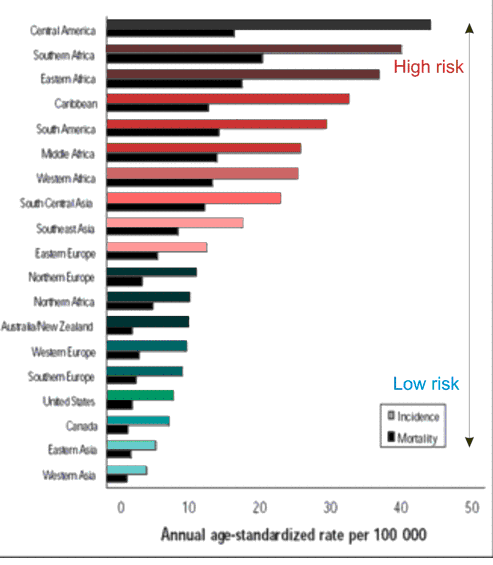 Central America
Southern Africa
Eastern Africa
High risk
Caribbean
South America
Middle Africa
Western Africa
South Central Asia
Southeast Asia
Eastern Europe
Northern Europe
Northern Africa
Australia/New Zealand
Western Europe
Southern Europe
Low risk
United States
Incidence
Canada
Mortality
Eastern Asia
Western Asia
0 10 20 30 40 50
Annual age-standardized rate per 100 000